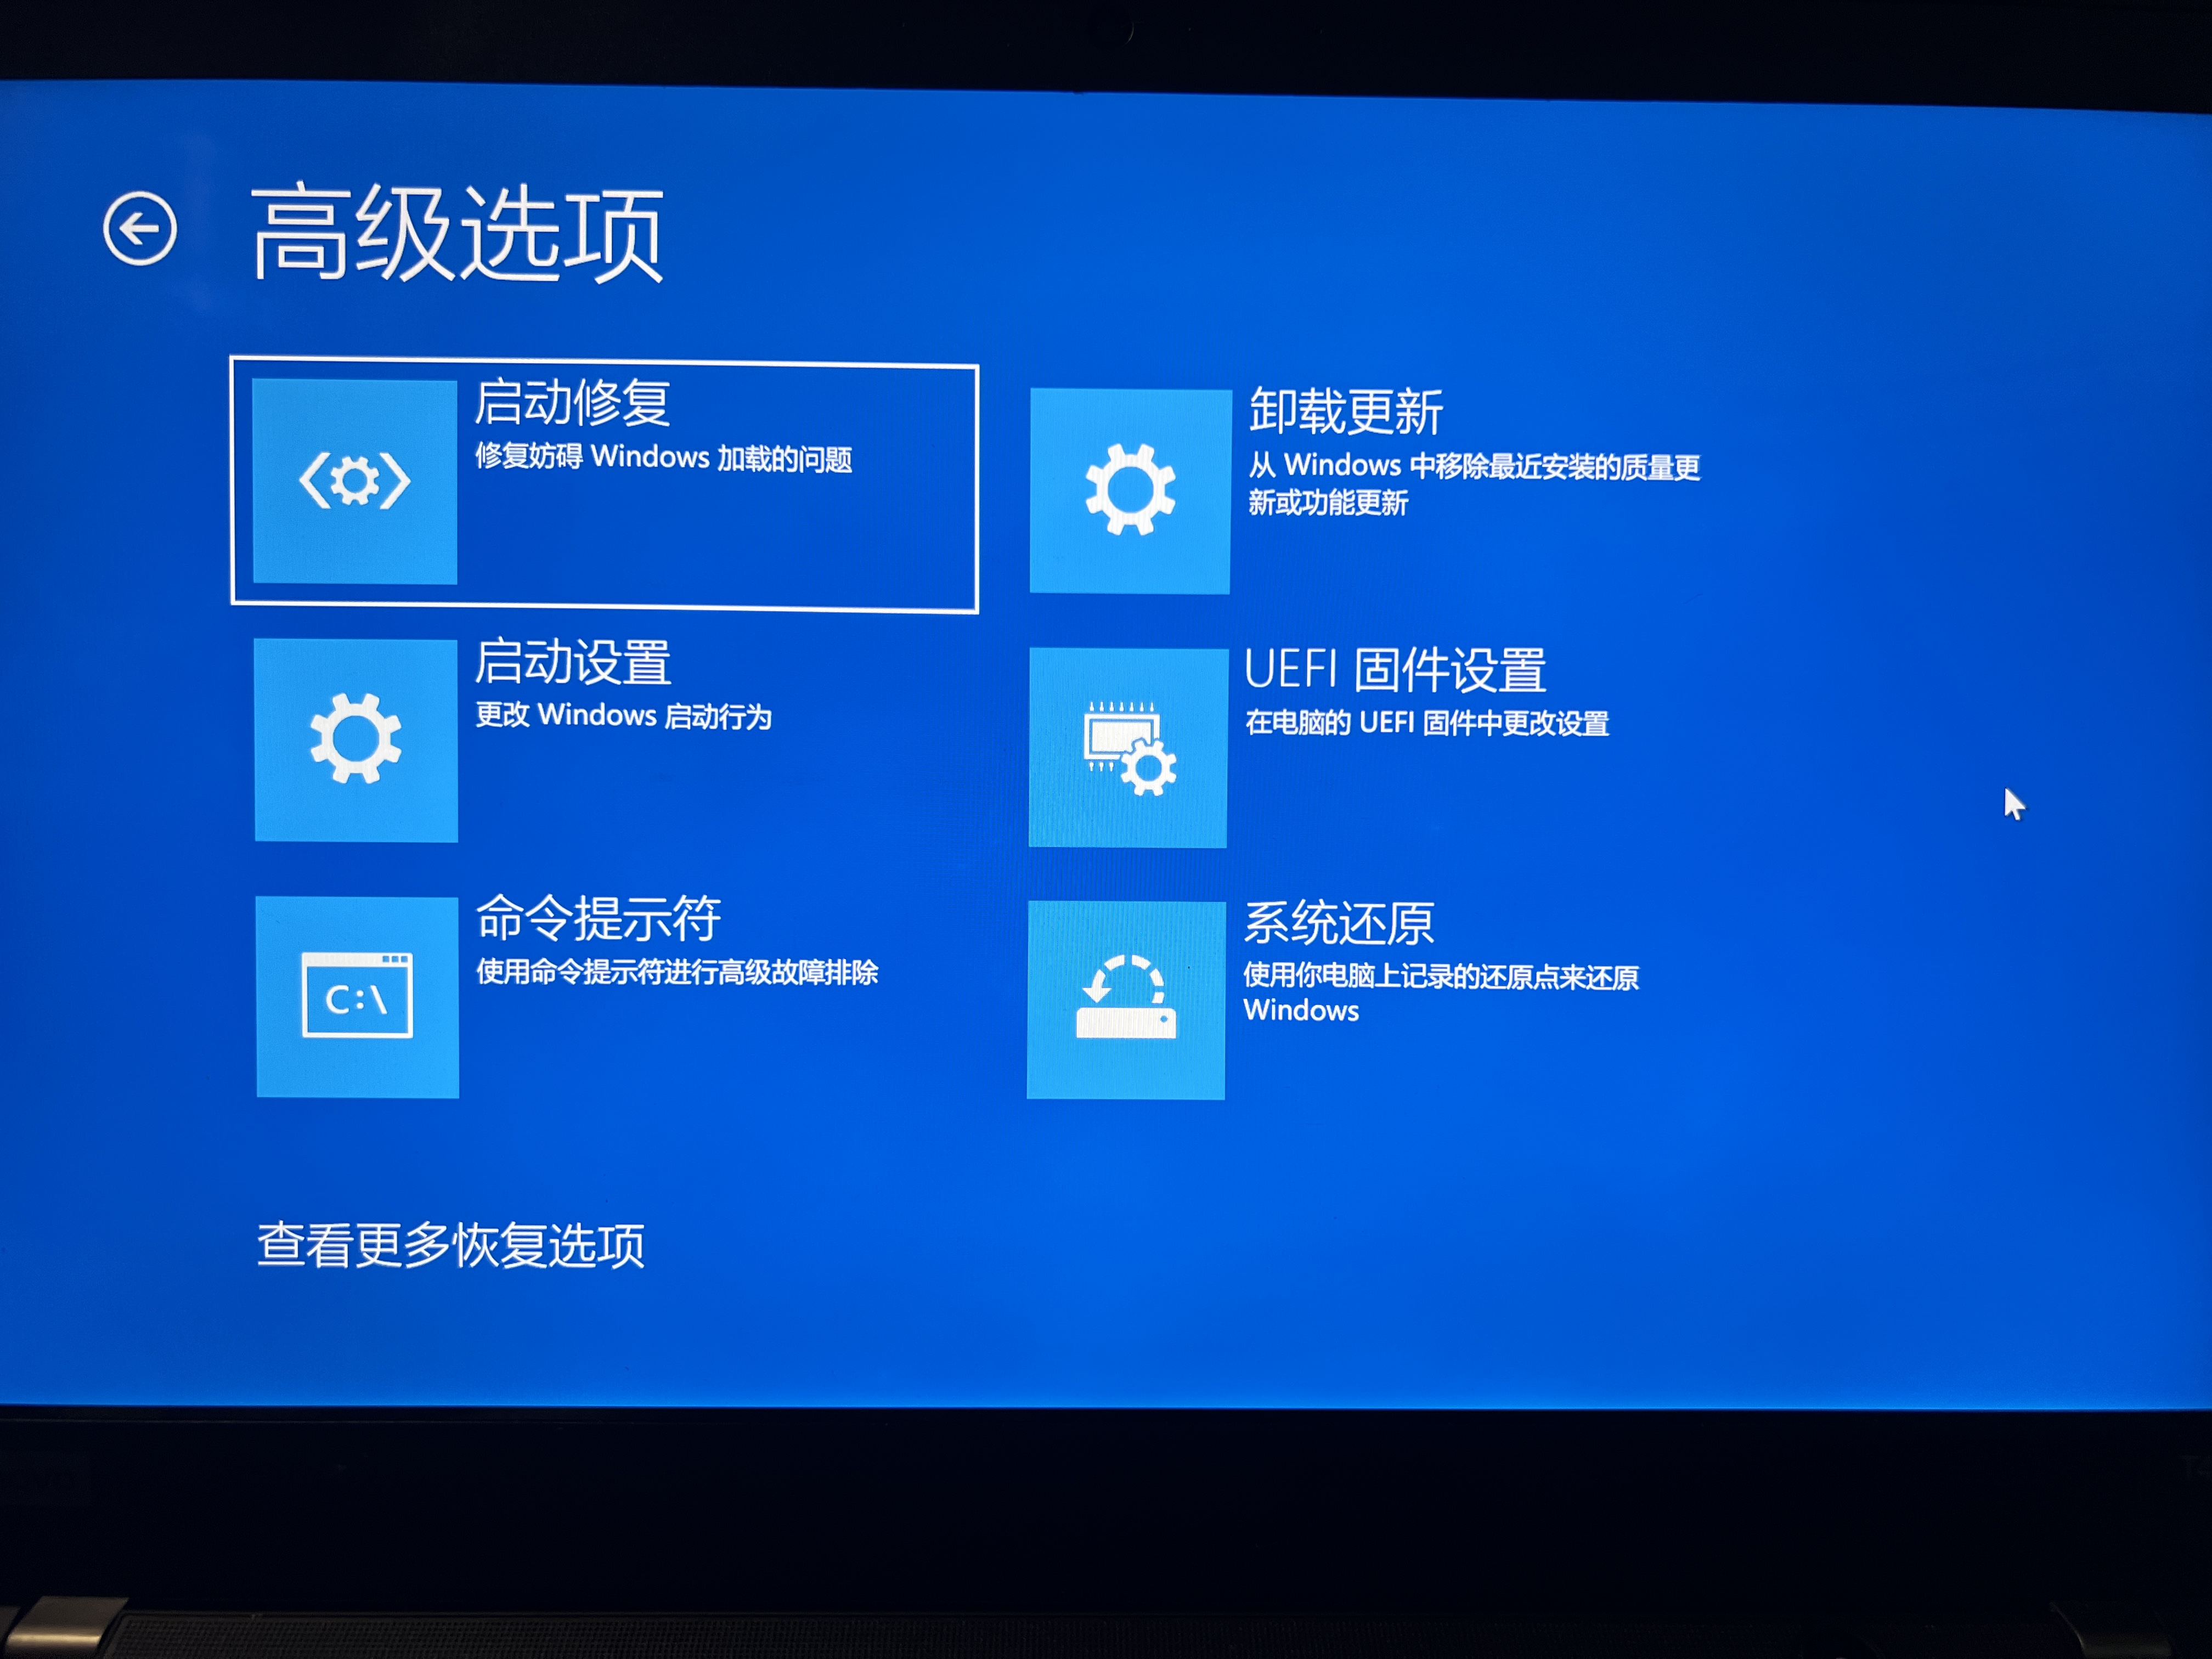 高级选项
启动修复
修复妨碍 Windows 加载的问题
卸载更新
从 Windows 中移除最近安装的质量更
新或功能更新
启动设置
更改 Windows 启动行为
UEFI 固件设置
在电脑的 UEFI 固件中更改设置
命令提示符
C:\
使用命令提示符进行高级故障排除
系统还原
使用你电脑上记录的还原点来还原
Windows
查看更多恢复选项